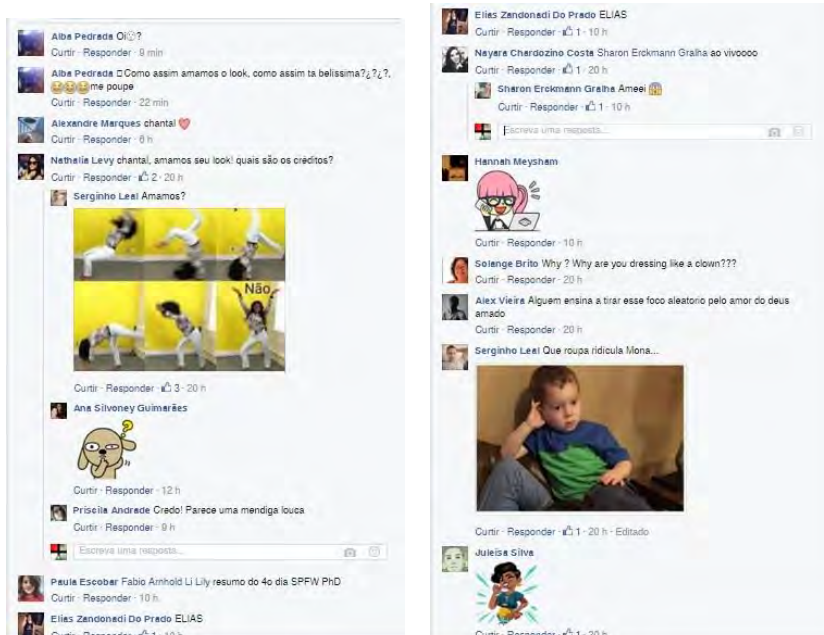 Alba Pedrada Oi?
Curtir · Responder · 9 min
Alba Pedrada Como assim amamos o look, como assim ta belissima?¿?¿?,
me poupe
Curtir · Responder · 22 min
Alexandre Marques chantal
Curtir · Responder · 6 h
Nathalia Levy chantal, amamos seu look! quais são os créditos?
Curtir · Responder · 2 · 20 h
Serginho Leal Amamos?
Não
Curtir · Responder · 3 · 20 h
Ana Silvoney Guimarães
Curtir · Responder · 12 h
Priscila Andrade Credo! Parece uma mendiga louca
Curtir · Responder · 9 h
Escreva uma resposta...
Paula Escobar Fabio Arnhold Li Lily resumo do 4o dia SPFW PhD
Curtir · Responder · 10 h
Elias Zandonadi Do Prado ELIAS
Curtir · Responder · 1 · 10 h
Elias Zandonadi Do Prado ELIAS
Curtir · Responder · 1 · 10 h
Nayara Chardozino Costa Sharon Erckmann Gralha ao vivoooo
Curtir · Responder · 1 · 20 h
Sharon Erckmann Gralha Ameei
Curtir · Responder · 1 · 10 h
Escreva uma resposta...
Hannah Meysham
Curtir · Responder · 10 h
Solange Brito Why ? Why are you dressing like a clown???
Curtir · Responder · 20 h
Alex Vieira Alguem ensina a tirar esse foco aleatorio pelo amor do deus
amado
Curtir · Responder · 20 h
Serginho Leal Que roupa ridicula Mona...
Curtir · Responder · 1 · 20 h · Editado
Juleisa Silva
Curtir · Responder · 1 · 20 h